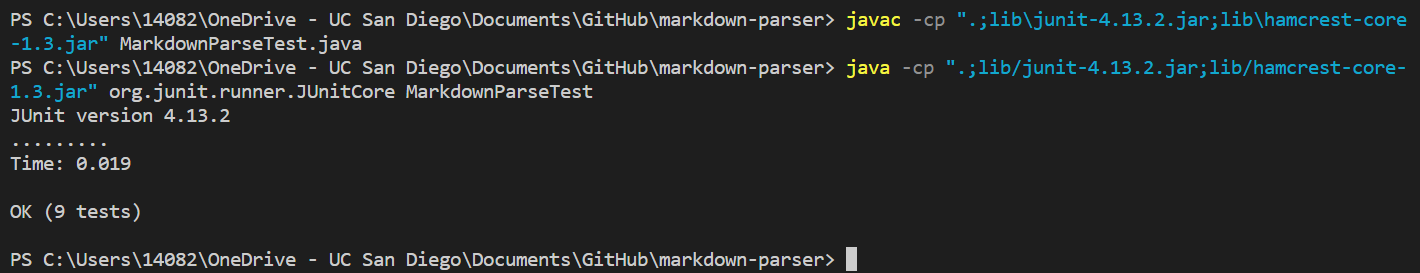 PS C:\Users\14082\OneDrive - UC San Diego\Documents\GitHub\markdown-parser> javac -cp ".;lib\junit-4.13.2.jar;lib\hamcrest-core
-1.3.jar" MarkdownParseTest.java
PS C:\Users\14082\OneDrive - UC San Diego\Documents\GitHub\markdown-parser> java -cp ".;lib/junit-4.13.2.jar;lib/hamcrest-core-
1.3.jar" org.junit.runner.JUnitCore MarkdownParseTest
JUnit version 4.13.2
.........
Time: 0.019
OK (9 tests)
PS C:\Users\14082\OneDrive - UC San Diego\Documents\GitHub\markdown-parser>